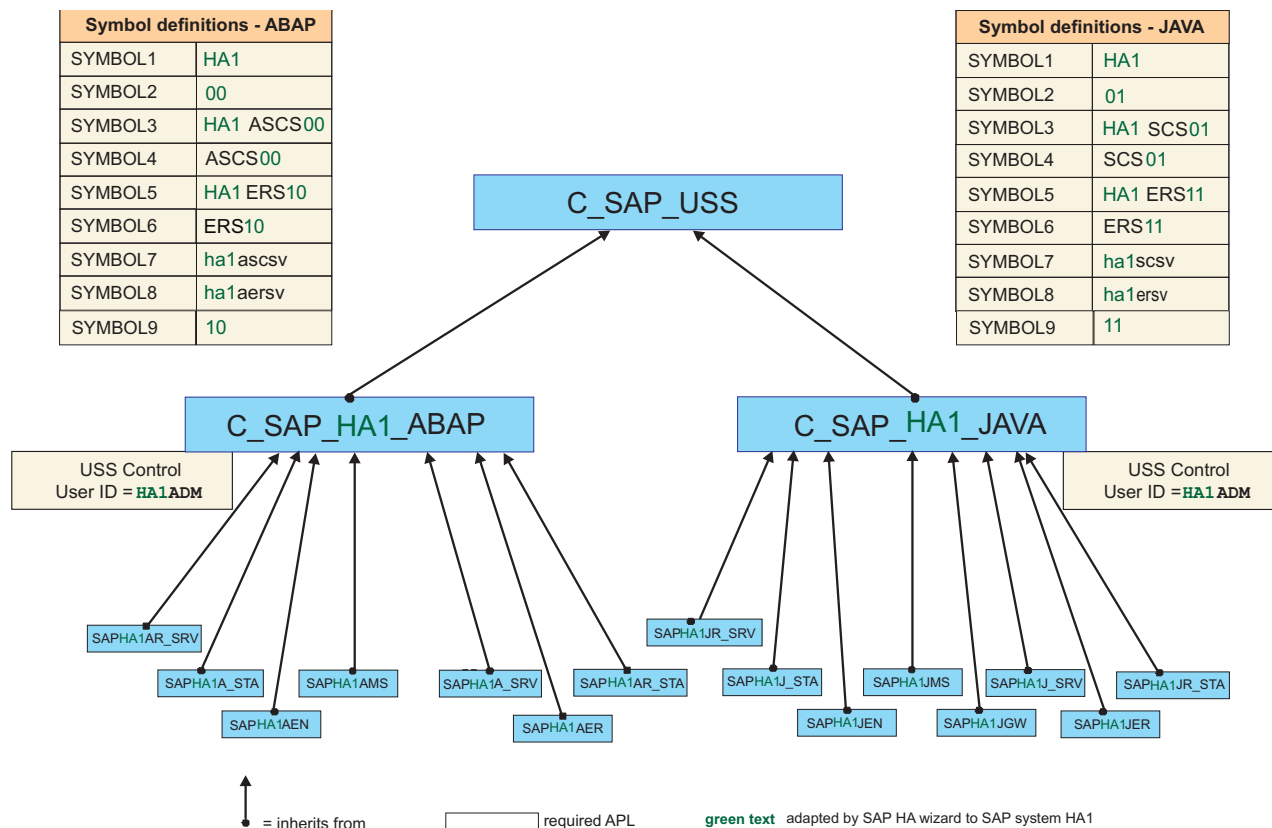 Symbol definitions - ABAP
SYMBOL1 HA1
SYMBOL2 00
SYMBOL3 HA1 ASCS00
SYMBOL4 ASCS00
SYMBOL5 HA1 ERS10
SYMBOL6 ERS10
SYMBOL7 ha1ascsv
SYMBOL8 ha1aersv
SYMBOL9 10
Symbol definitions - JAVA
SYMBOL1 HA1
SYMBOL2 01
SYMBOL3 HA1 SCS01
SYMBOL4 SCS01
SYMBOL5 HA1 ERS11
SYMBOL6 ERS11
SYMBOL7 ha1scsv
SYMBOL8 ha1ersv
SYMBOL9 11
C_SAP_USS
C_SAP_HA1_ABAP
C_SAP_HA1_JAVA
USS Control
User ID = HA1ADM
USS Control
User ID =HA1ADM
SAPHA1AR_SRV
SAPHA1A_STA
SAPHA1AEN
SAPHA1AMS
SAPHA1A_SRV
SAPHA1AER
SAPHA1AR_STA
SAPHA1JR_SRV
SAPHA1J_STA
SAPHA1JEN
SAPHA1JMS
SAPHA1JGW
SAPHA1J_SRV
SAPHA1JER
SAPHA1JR_STA
= inherits from
required APL
green text adapted by SAP HA wizard to SAP system HA1